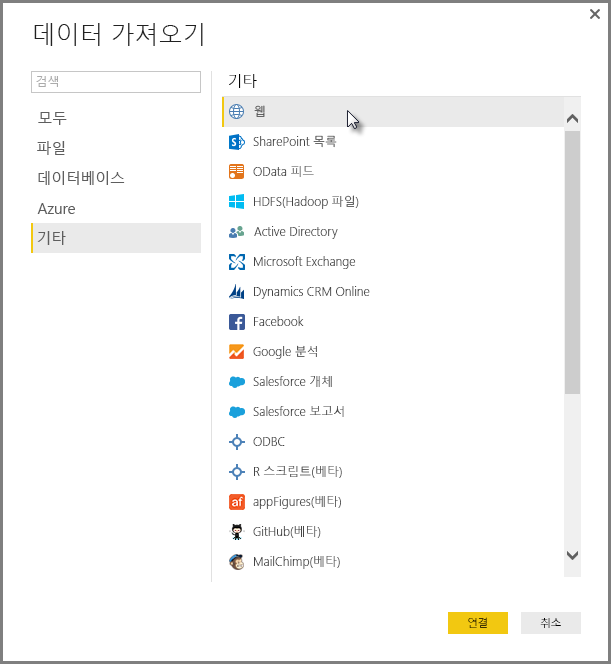 데이터 가져오기
검색
모두
파일
데이터베이스
Azure
기타
기타
웹
SharePoint 목록
OData 피드
HDFS(Hadoop 파일)
Active Directory
Microsoft Exchange
Dynamics CRM Online
Facebook
Google 분석
Salesforce 개체
Salesforce 보고서
ODBC
R 스크립트(베타)
af appFigures(베타)
GitHub(베타)
MailChimp(베타)
연결
취소